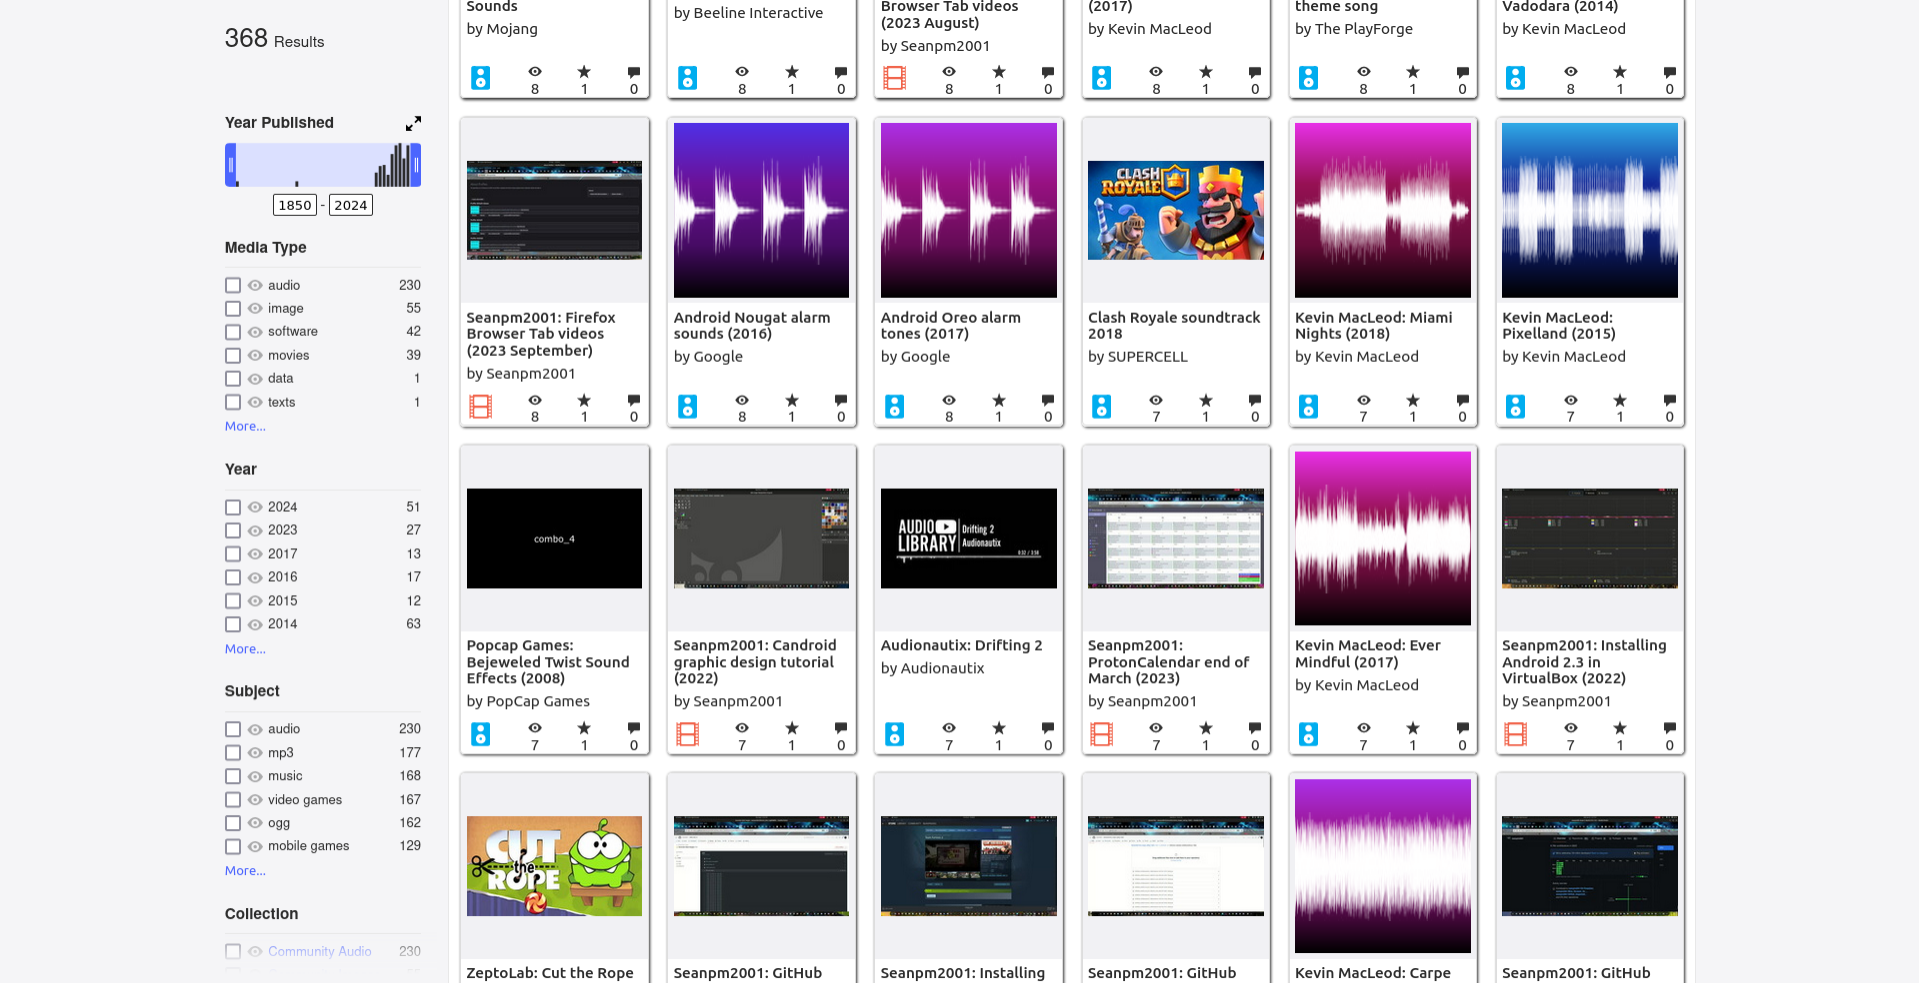 368 Results
Year Published
1850 - 2024
Media Type
audio 230
image 55
software 42
movies 39
data 1
texts 1
More...
Year
2024 51
2023 27
2017 13
2016 17
2015 12
2014 63
More...
Subject
audio 230
mp3 177
music 168
video games 167
ogg 162
mobile games 129
More...
Collection
Community Audio 230
Sounds
by Mojang
8 1 0
by Beeline Interactive
8 1 0
Browser Tab videos
(2023 August)
by Seanpm2001
8 1 0
(2017)
by Kevin MacLeod
8 1 0
theme song
by The PlayForge
8 1 0
Vadodara (2014)
by Kevin MacLeod
8 1 0
Seanpm2001: Firefox
Browser Tab videos
(2023 September)
by Seanpm2001
8 1 0
Android Nougat alarm
sounds (2016)
by Google
8 1 0
Android Oreo alarm
tones (2017)
by Google
8 1 0
CLASH
ROYALE
Clash Royale soundtrack
2018
by SUPERCELL
7 1 0
Kevin MacLeod: Miami
Nights (2018)
by Kevin MacLeod
7 1 0
Kevin MacLeod:
Pixelland (2015)
by Kevin MacLeod
7 1 0
combo_4
Popcap Games:
Bejeweled Twist Sound
Effects (2008)
by PopCap Games
7 1 0
Seanpm2001: Candroid
graphic design tutorial
(2022)
by Seanpm2001
7 1 0
AUDIO
LIBRARY
Drifting 2
Audionautix
0:32 / 3:58
Audionautix: Drifting 2
by Audionautix
7 1 0
Seanpm2001:
ProtonCalendar end of
March (2023)
by Seanpm2001
7 1 0
Kevin MacLeod: Ever
Mindful (2017)
by Kevin MacLeod
7 1 0
Seanpm2001: Installing
Android 2.3 in
VirtualBox (2022)
by Seanpm2001
7 1 0
CUT
the
ROPE
ZeptoLab: Cut the Rope
Seanpm2001: GitHub
Seanpm2001: Installing
Seanpm2001: GitHub
Kevin MacLeod: Carpe
Seanpm2001: GitHub